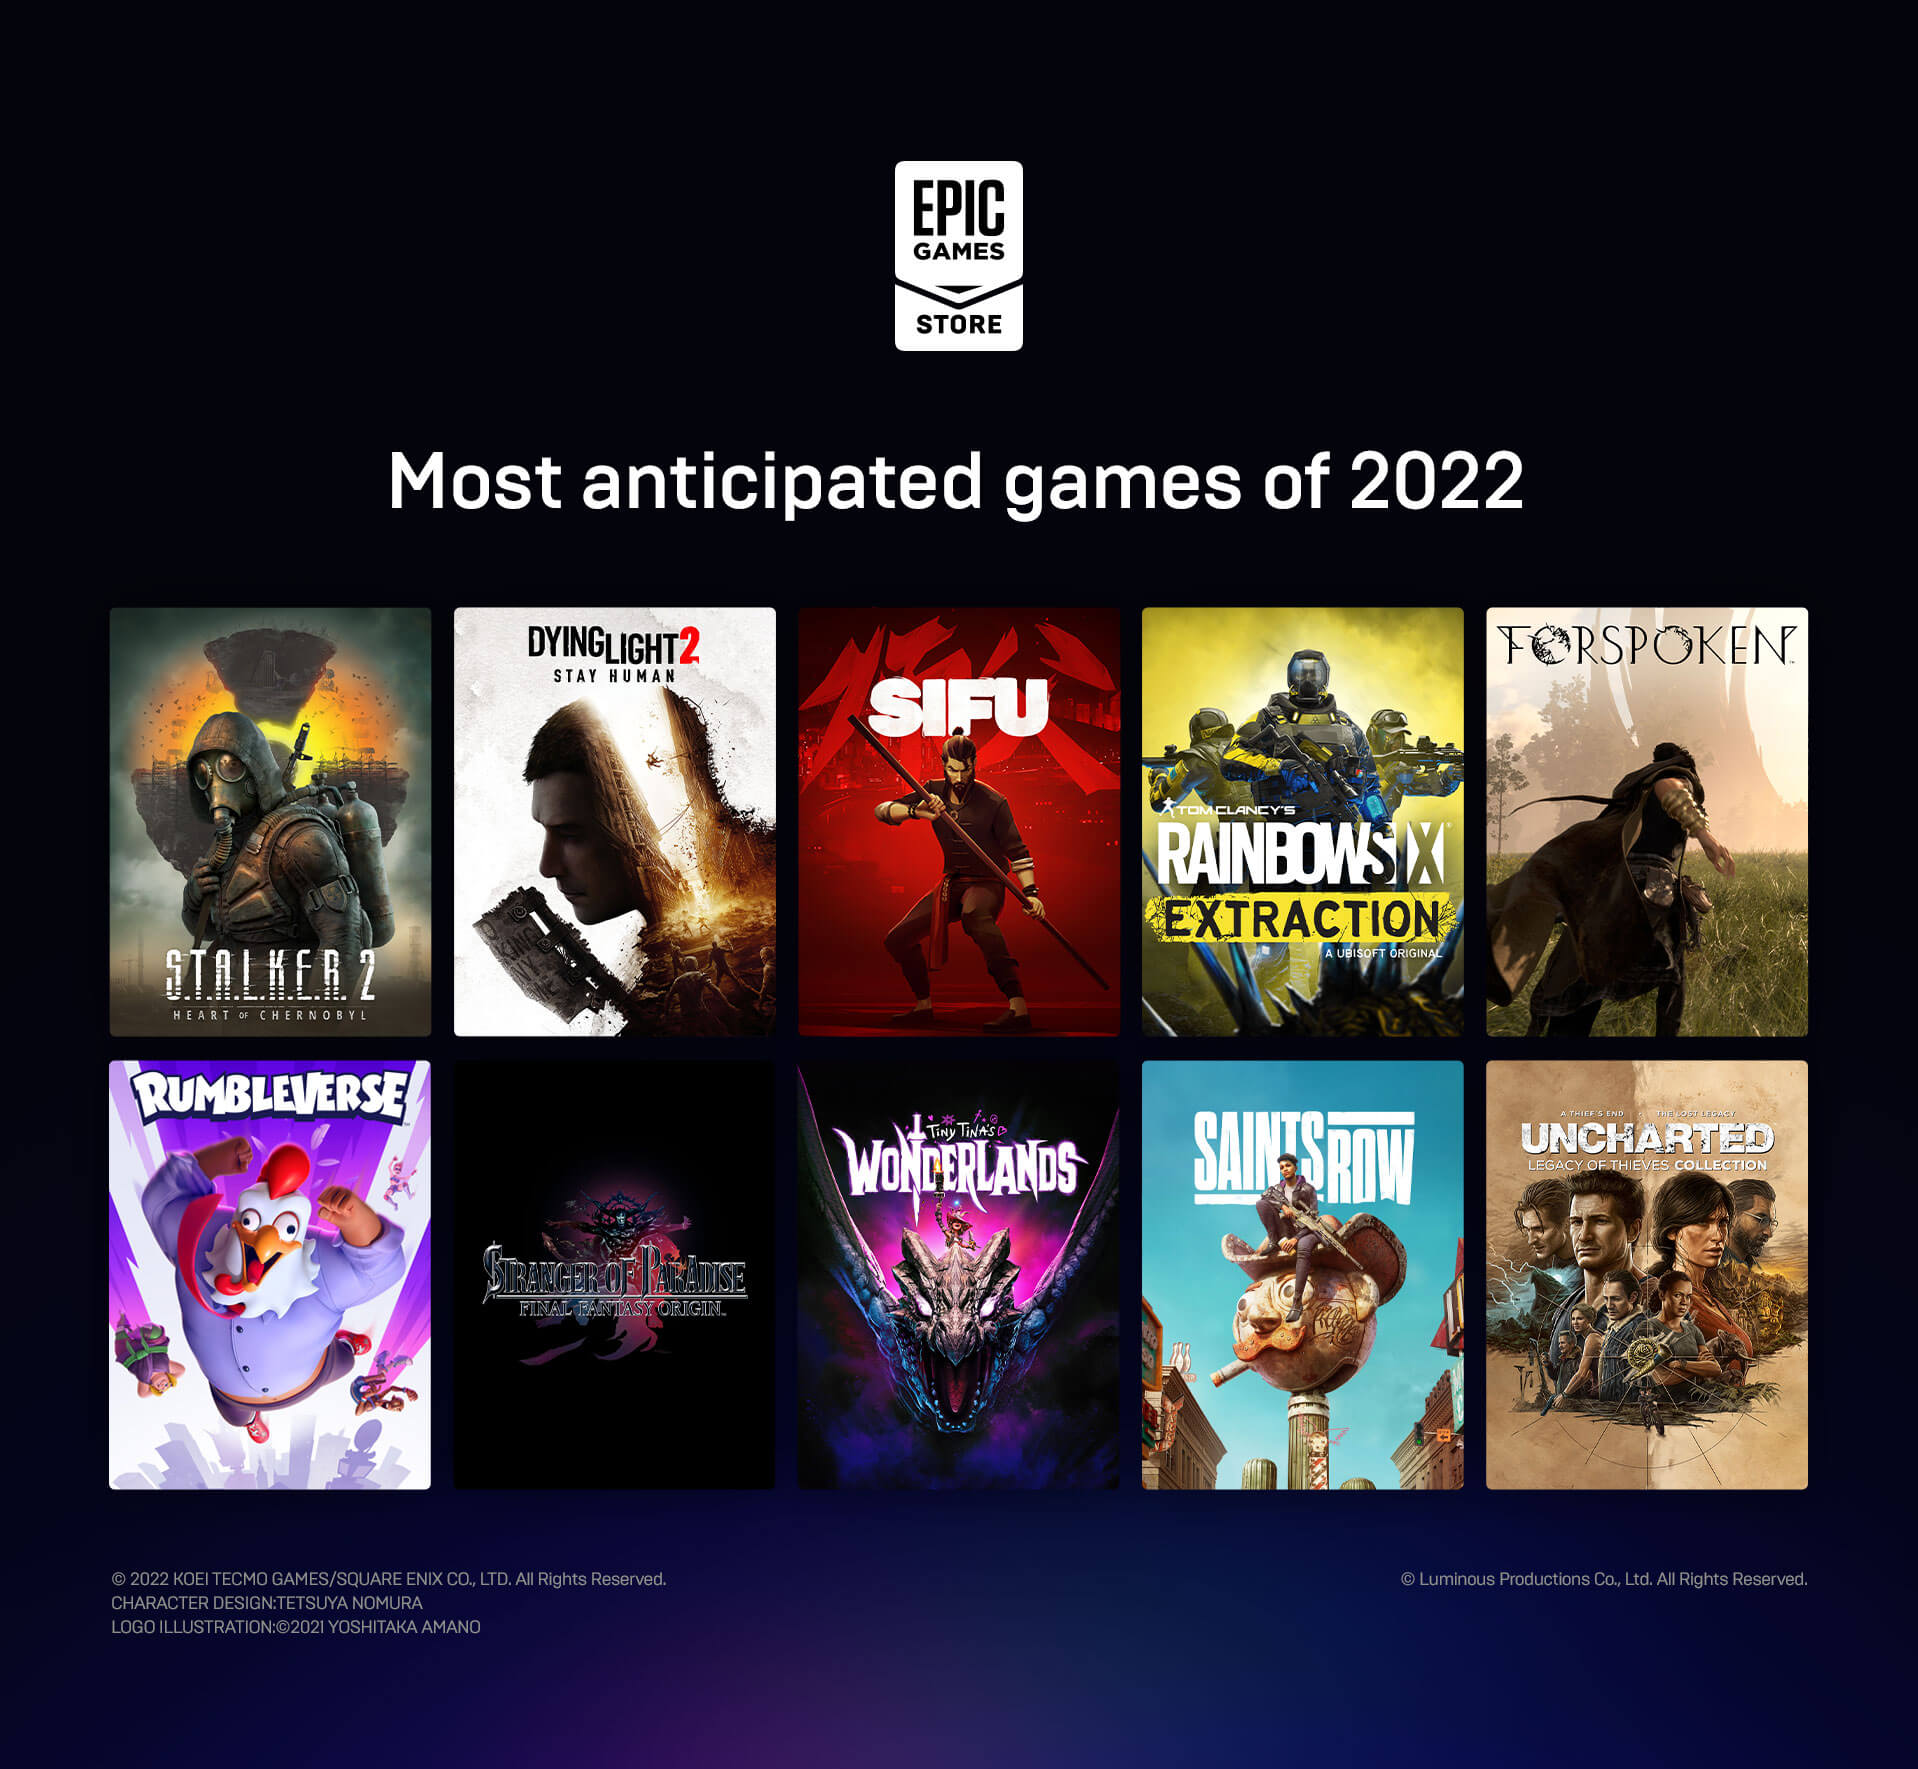 EPIC
GAMES
STORE
Most anticipated games of 2022
S.T.A.L.K.E.R. 2
HEART OF CHERNOBYL
DYING LIGHT 2
STAY HUMAN
SIFU
TOM CLANCY'S
RAINBOW SIX
EXTRACTION
A UBISOFT ORIGINAL
FORSPOKEN
RUMBLEVERSE
STRANGER OF PARADISE
FINAL FANTASY ORIGIN
TINY TINA'S
WONDERLANDS
SAINTS ROW
A THIEF'S END · THE LOST LEGACY
UNCHARTED
LEGACY OF THIEVES COLLECTION
© 2022 KOEI TECMO GAMES/SQUARE ENIX CO., LTD. All Rights Reserved.
CHARACTER DESIGN:TETSUYA NOMURA
LOGO ILLUSTRATION:©2021 YOSHITAKA AMANO
© Luminous Productions Co., Ltd. All Rights Reserved.